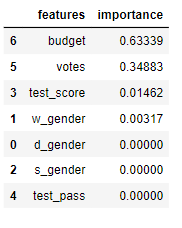 features importance
6 budget 0.63339
5 votes 0.34883
3 test_score 0.01462
1 w_gender 0.00317
0 d_gender 0.00000
2 s_gender 0.00000
4 test_pass 0.00000